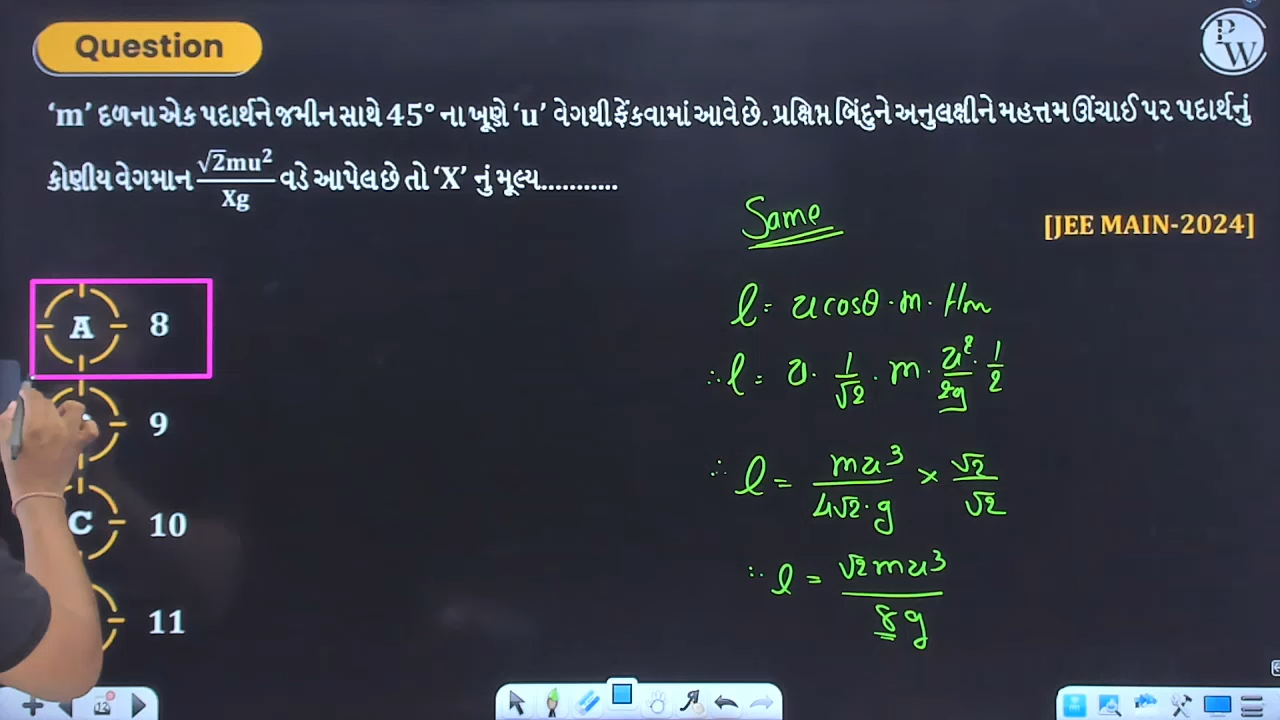 Question
PW
'm' દળના એક પદાર્થને જમીન સાથે 45° ના ખૂણે 'u' વેગથી ફેંકવામાં આવે છે. પ્રક્ષિપ્ત બિંદુને અનુલક્ષીને મહત્તમ ઊંચાઈ પર પદાર્થનું
કોણીય વેગમાન √2mu²/Xg વડે આપેલ છે તો 'X' નું મૂલ્ય............
[JEE MAIN-2024]
Same
l = u cosθ · m · Hm
∴ l = u · 1/√2 · m · u²/2g · 1/2
∴ l = mu³/4√2·g × √2/√2
∴ l = √2mu³/8g
A 8
9
C 10
11
12